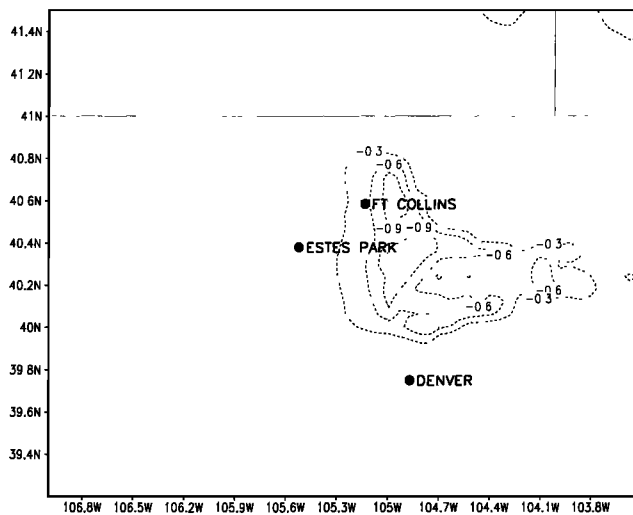 41.4N
41.2N
41N
40.8N
-0.3
-0.6
40.6N
FT COLLINS
-0.9 -0.9
40.4N
ESTES PARK
-0.6
-0.3
40.2N
-0.6
-0.3
-0.6
40N
39.8N
DENVER
39.6N
39.4N
106.8W 106.5W 106.2W 105.9W 105.6W 105.3W 105W 104.7W 104.4W 104.1W 103.8W